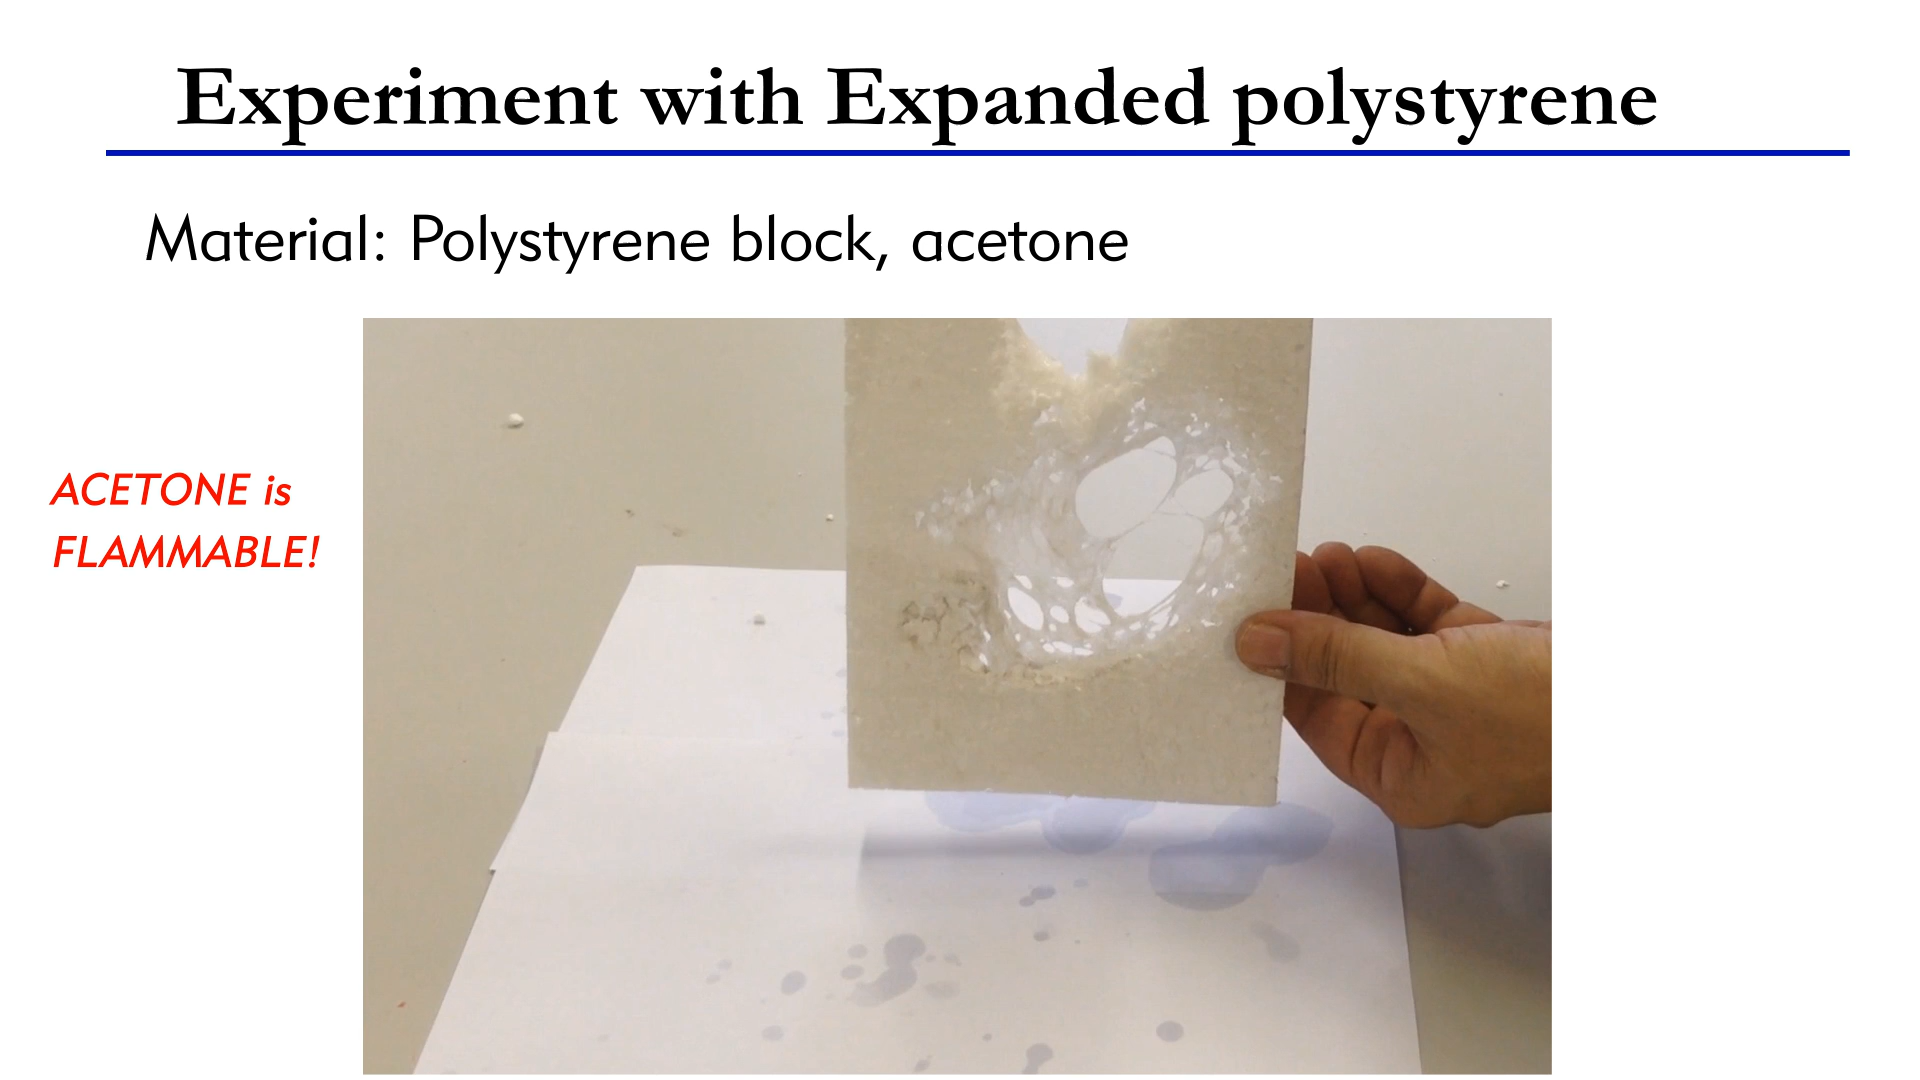 Experiment with Expanded polystyrene
Material: Polystyrene block, acetone
ACETONE is
FLAMMABLE!